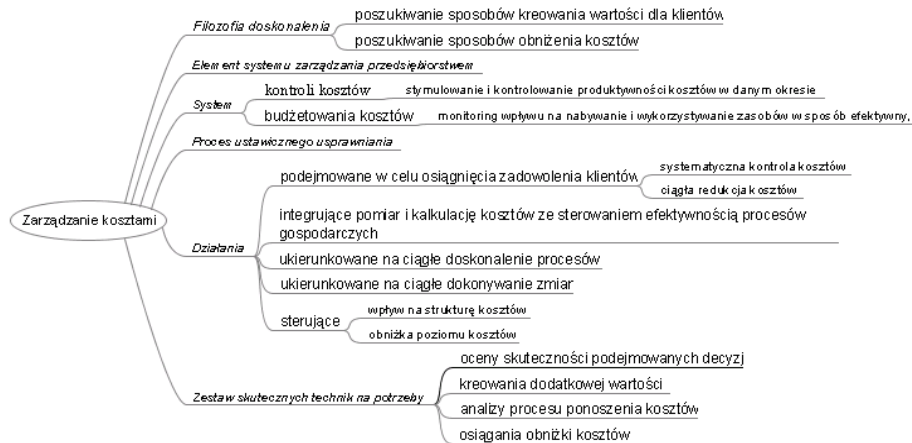 Filozofia doskonalenia
poszukiwanie sposobów kreowania wartości dla klientów
poszukiwanie sposobów obniżenia kosztów
Element systemu zarządzania przedsiębiorstwem
System
kontroli kosztów
stymulowanie i kontrolowanie produktywności kosztów w danym okresie
budżetowania kosztów
monitoring wpływu na nabywanie i wykorzystywanie zasobów w sposób efektywny,
Proces ustawicznego usprawniania
Zarządzanie kosztami
Działania
podejmowane w celu osiągnięcia zadowolenia klientów
systematyczna kontrola kosztów
ciągła redukcja kosztów
integrujące pomiar i kalkulację kosztów ze sterowaniem efektywnością procesów
gospodarczych
ukierunkowane na ciągłe doskonalenie procesów
ukierunkowane na ciągłe dokonywanie zmiar
sterujące
wpływ na strukturę kosztów
obniżka poziomu kosztów
Zestaw skutecznych technik na potrzeby
oceny skuteczności podejmowanych decyzj
kreowania dodatkowej wartości
analizy procesu ponoszenia kosztów
osiągania obniżki kosztów